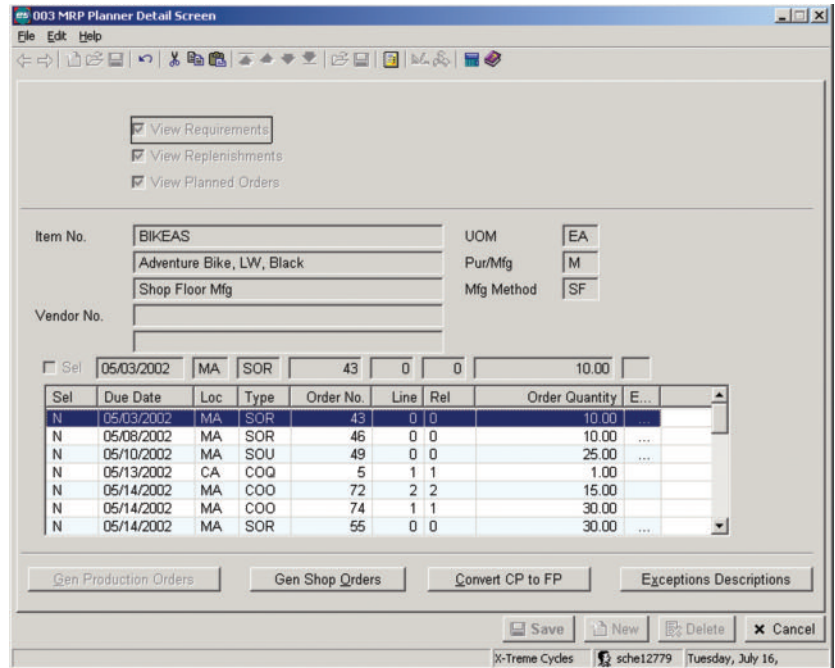 es 003 MRP Planner Detail Screen
File Edit Help
View Requirements
View Replenishments
View Planned Orders
Item No. BIKEAS UOM EA
Adventure Bike, LW, Black Pur/Mfg M
Shop Floor Mfg Mfg Method SF
Vendor No.
Sel 05/03/2002 MA SOR 43 0 0 10.00
Sel Due Date Loc Type Order No. Line Rel Order Quantity E...
N 05/03/2002 MA SOR 43 0 0 10.00 ...
N 05/08/2002 MA SOR 46 0 0 10.00 ...
N 05/10/2002 MA SOU 49 0 0 25.00 ...
N 05/13/2002 CA COQ 5 1 1 1.00
N 05/14/2002 MA COO 72 2 2 15.00
N 05/14/2002 MA COO 74 1 1 30.00
N 05/14/2002 MA SOR 55 0 0 30.00 ...
Gen Production Orders Gen Shop Orders Convert CP to FP Exceptions Descriptions
Save New Delete Cancel
X-Treme Cycles sche12779 Tuesday, July 16,